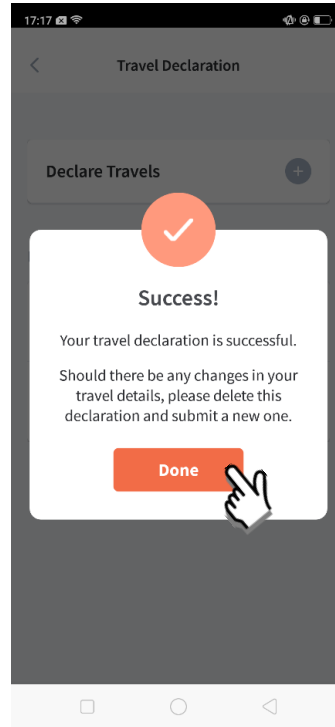 17:17
Travel Declaration
Declare Travels
Success!
Your travel declaration is successful.
Should there be any changes in your
travel details, please delete this
declaration and submit a new one.
Done